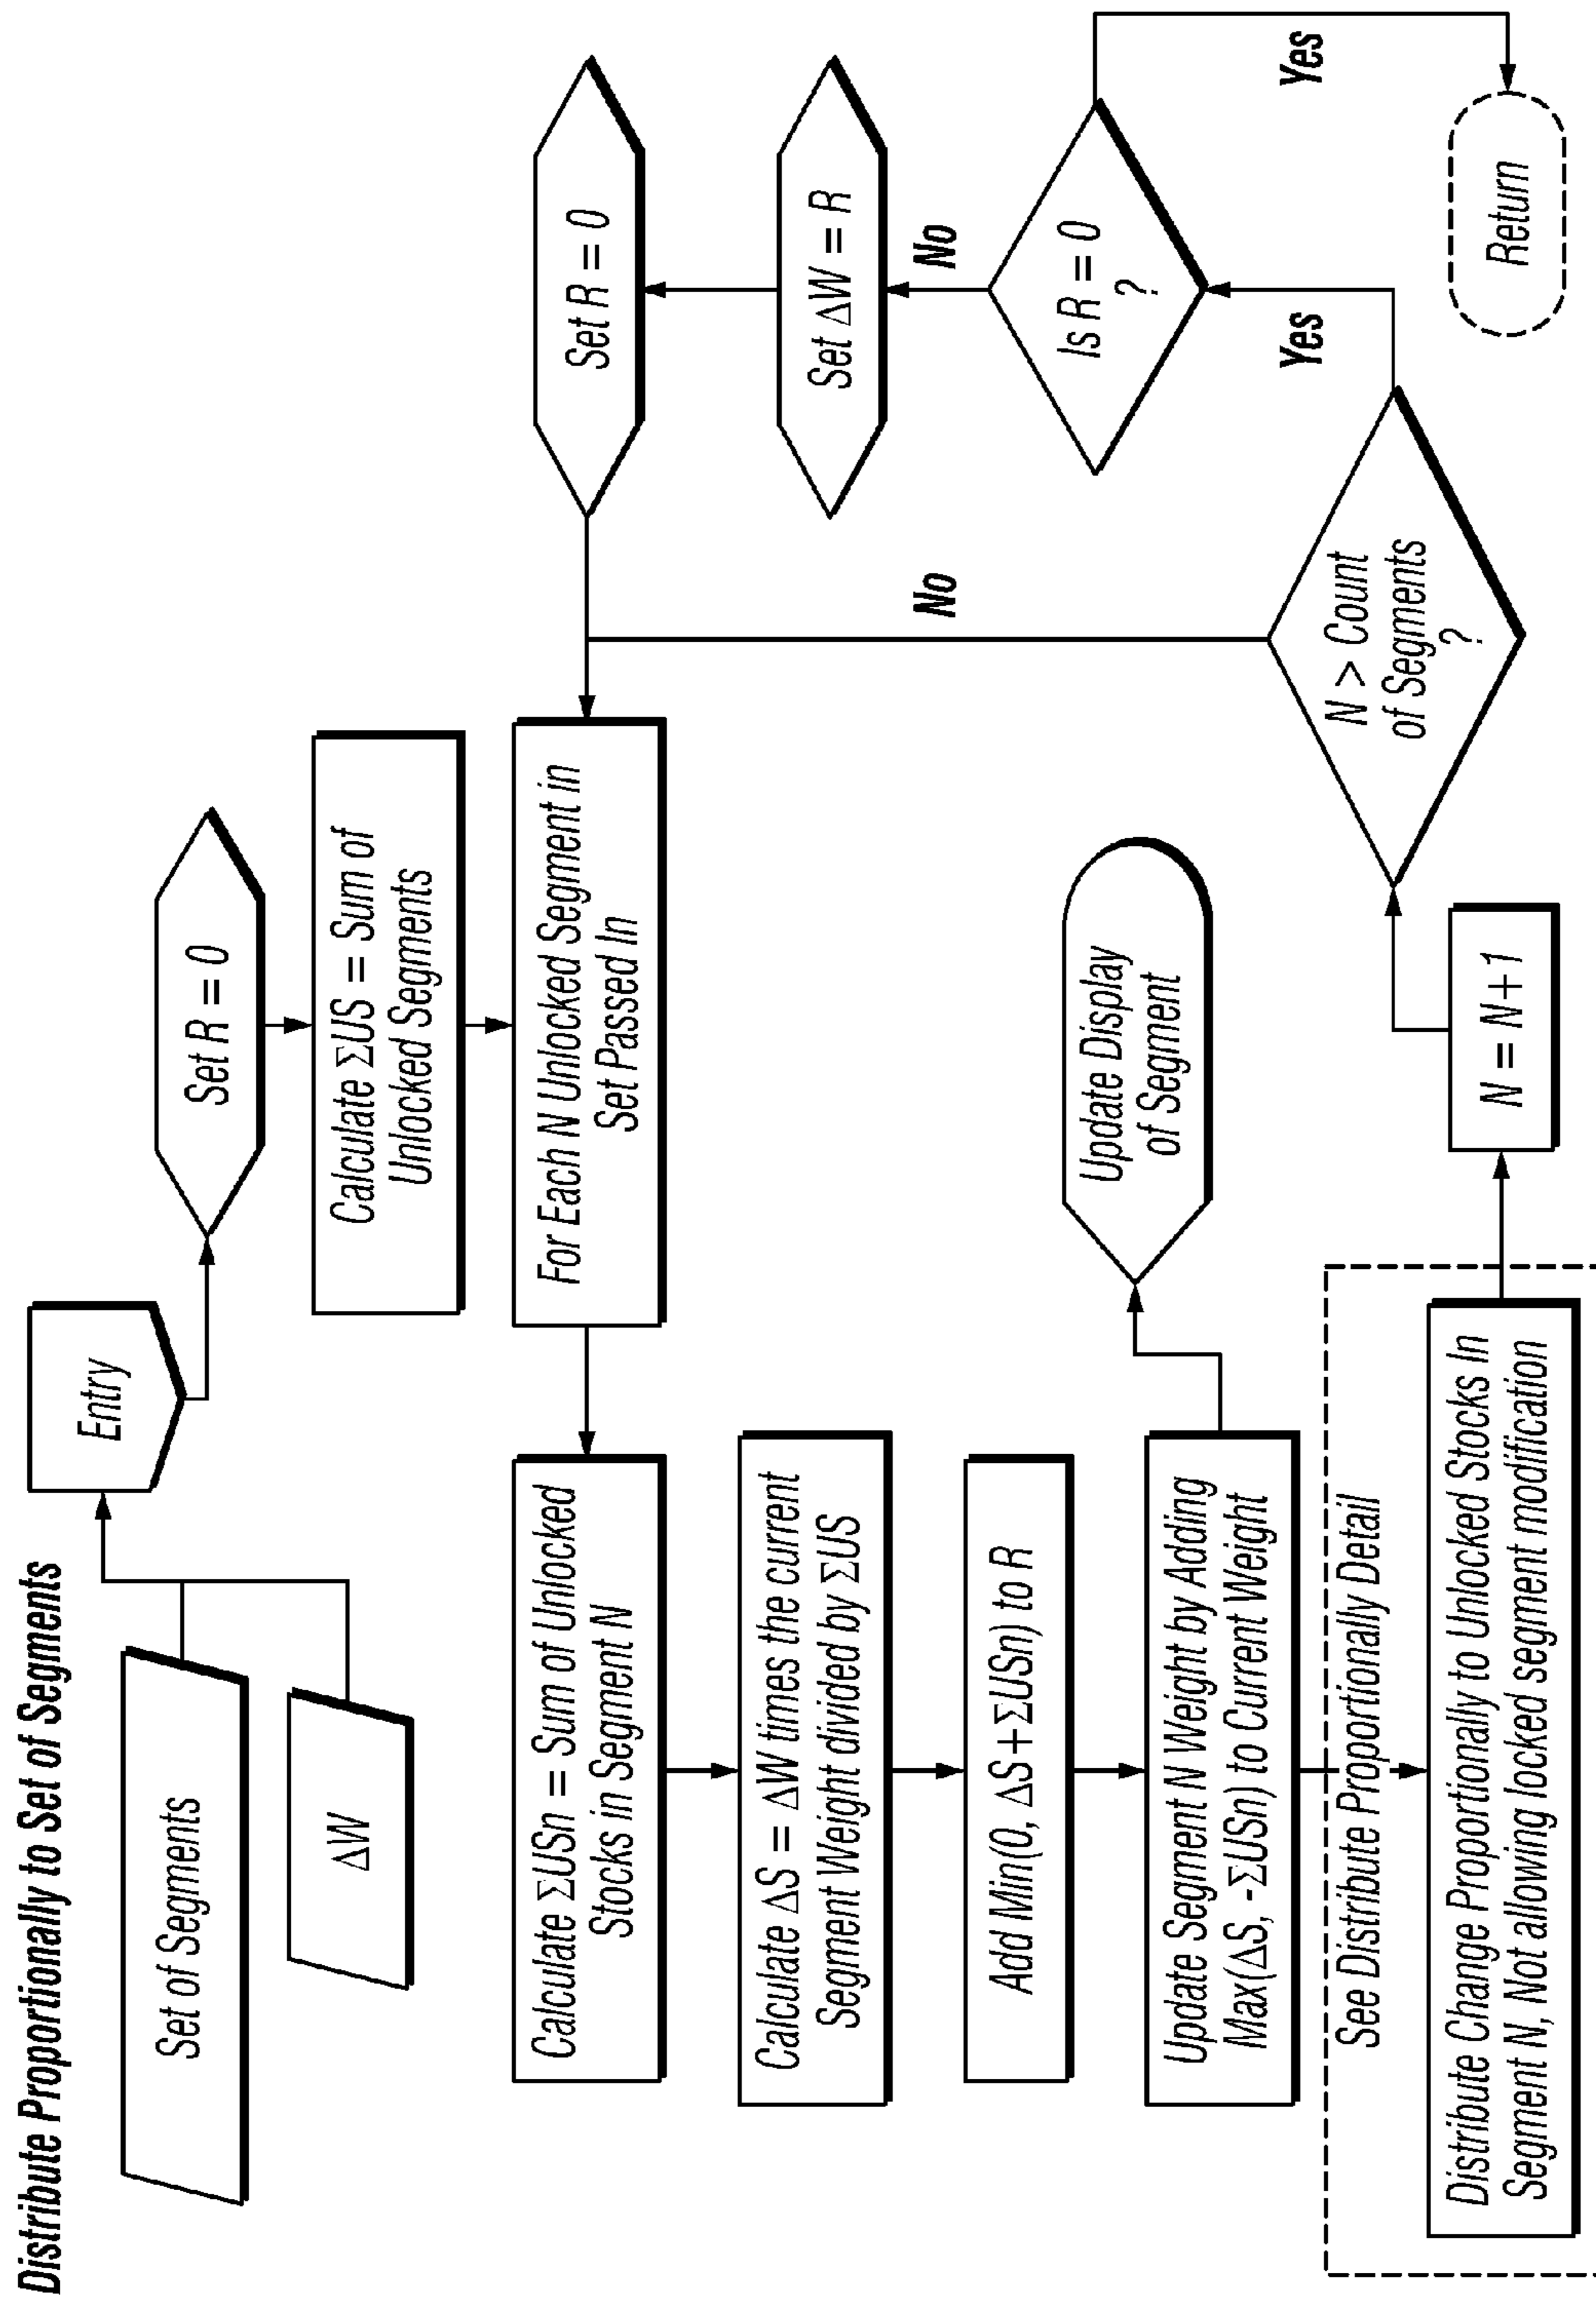 Distribute Proportionally to Set of Segments
Set of Segments
ΔW
Entry
Set R = 0
Calculate ΣUS = Sum of
Unlocked Segments
For Each N Unlocked Segment in
Set Passed In
Calculate ΣUSn = Sum of Unlocked
Stocks in Segment N
Calculate ΔS = ΔW times the current
Segment Weight divided by ΣUS
Add Min(0, ΔS+ΣUSn) to R
Update Segment N Weight by Adding
Max(ΔS, -ΣUSn) to Current Weight
Update Display
of Segment
See Distribute Proportionally Detail
Distribute Change Proportionally to Unlocked Stocks In
Segment N, Not allowing locked segment modification
N = N+1
N > Count
of Segments
?
No
Yes
Is R = 0
?
No
Yes
Set ΔW = R
Set R = 0
Return